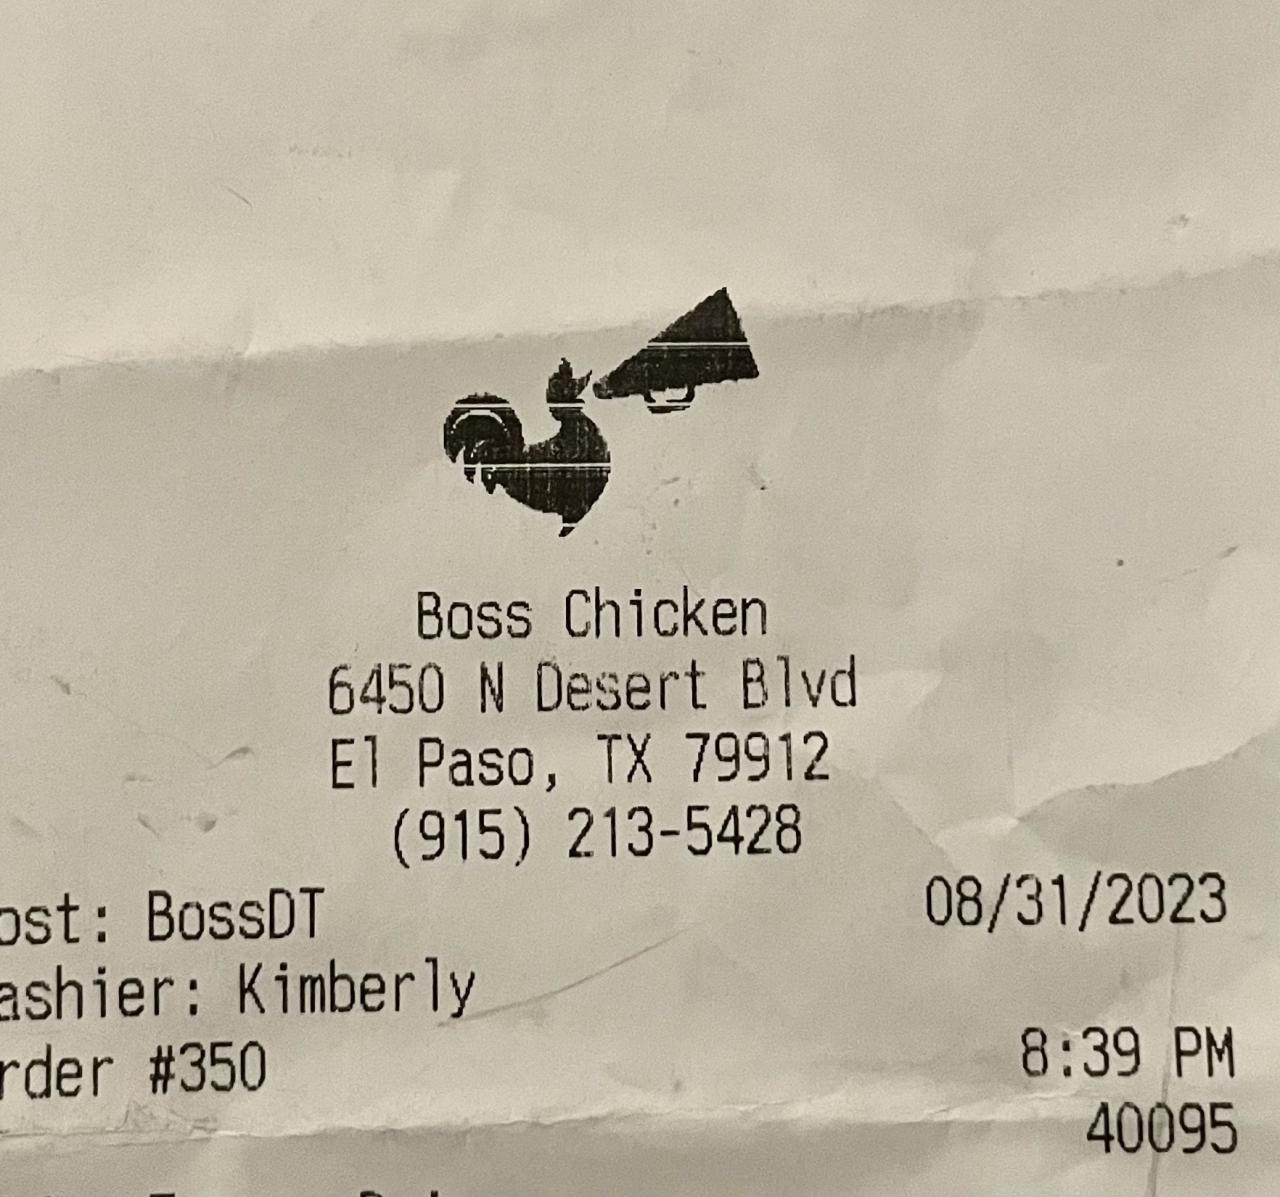 Boss Chicken
6450 N Desert Blvd
El Paso, TX 79912
(915) 213-5428
ost: BossDT 08/31/2023
ashier: Kimberly
rder #350 8:39 PM
40095